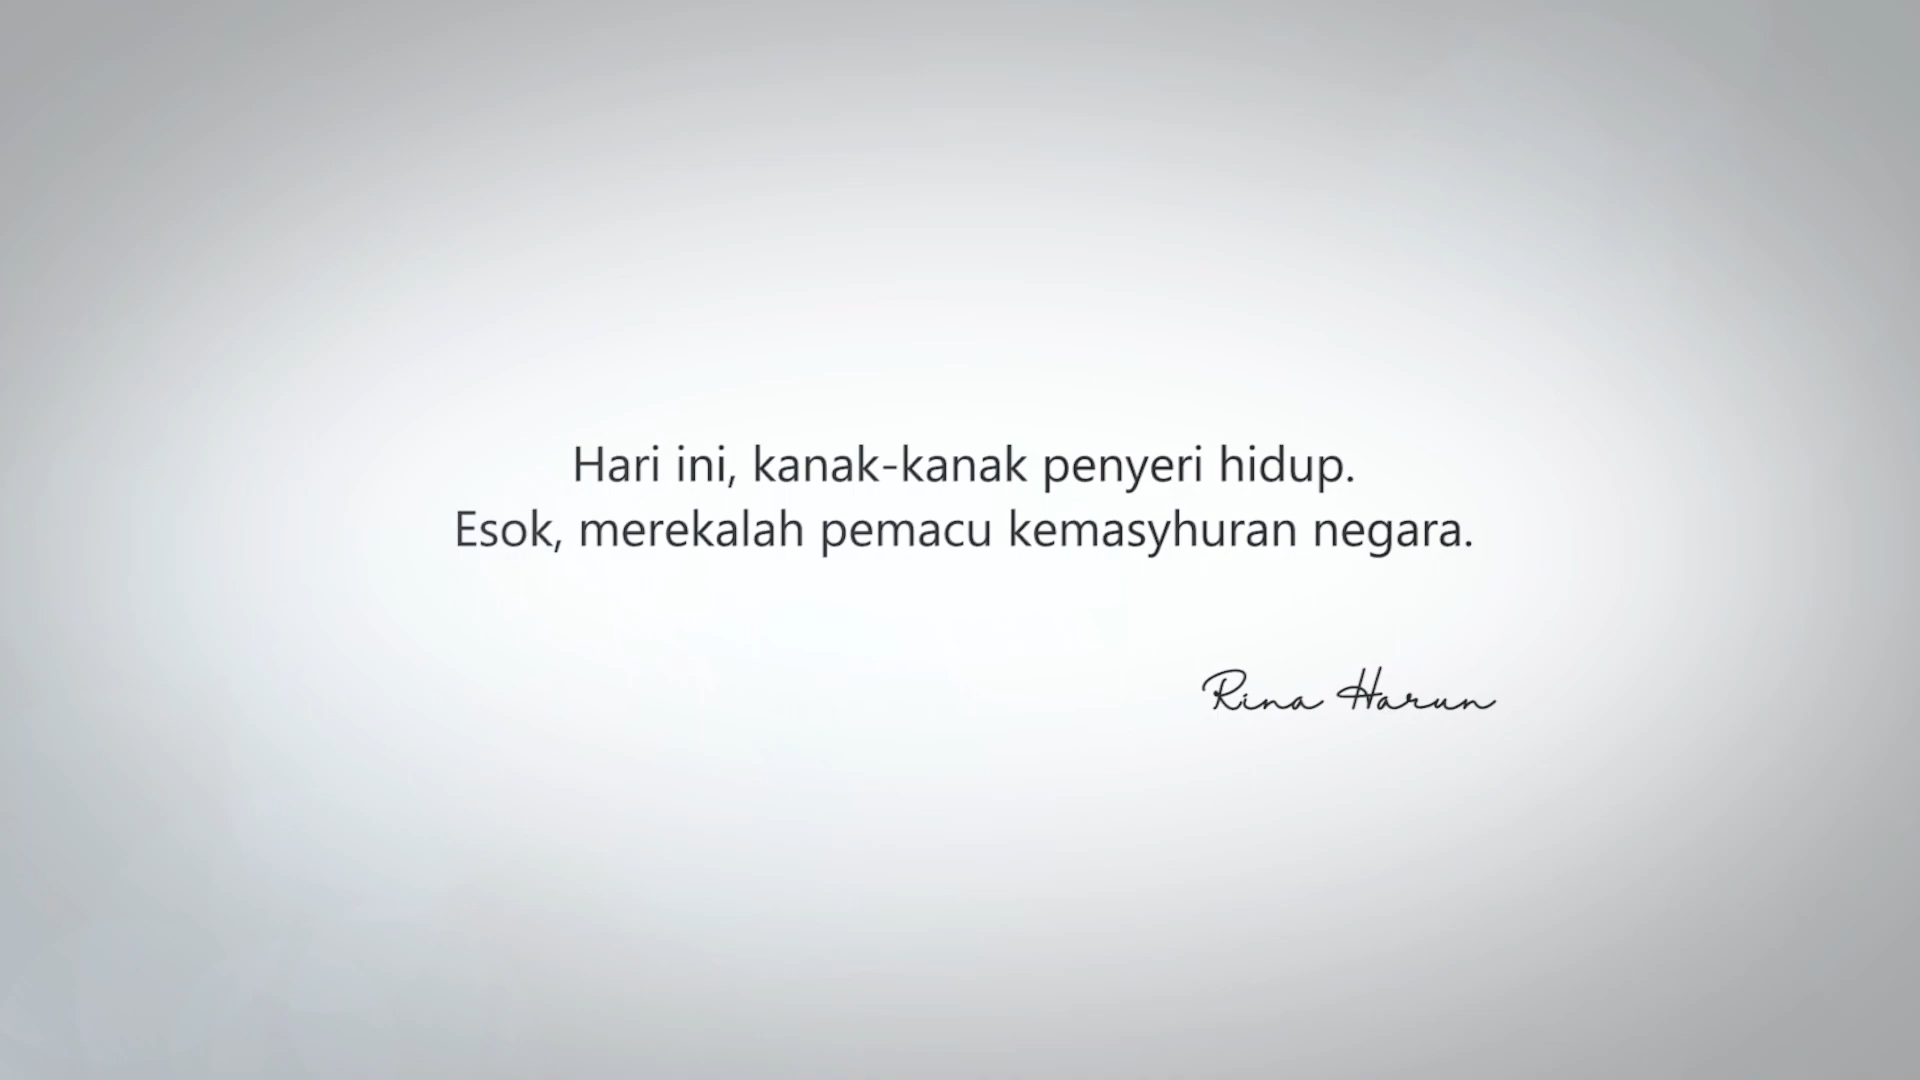 Hari ini, kanak-kanak penyeri hidup.
Esok, merekalah pemacu kemasyhuran negara.
Rina Harun